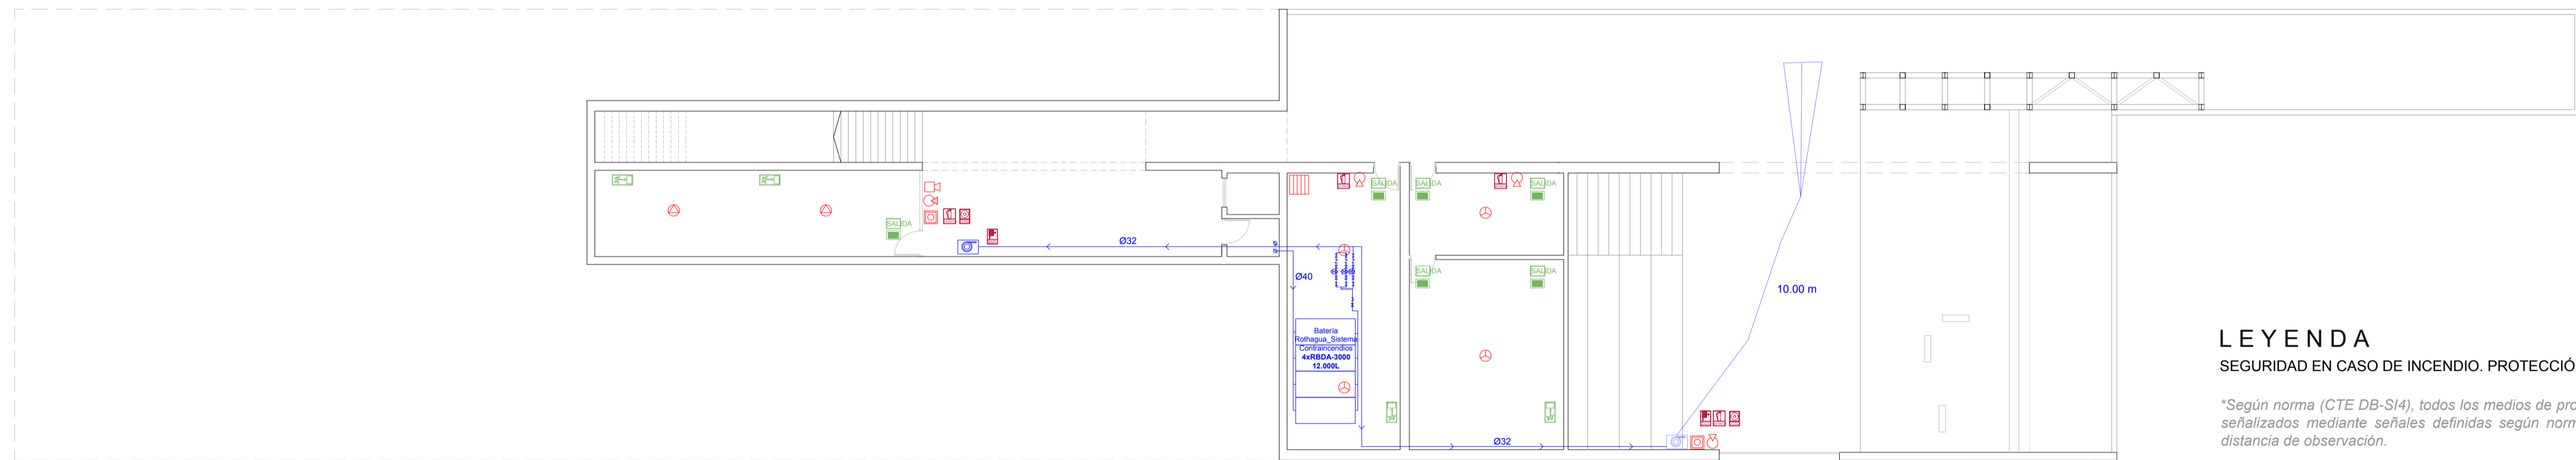 SALIDA
SALIDA
SALIDA
SALIDA
Ø32
SALIDA
SALIDA
Ø40
10.00 m
Batería
Rothagua_Sistema
Contraincendios
4xRBDA-3000
12.000L
Ø32
LEYENDA
SEGURIDAD EN CASO DE INCENDIO. PROTECCIÓ
*Según norma (CTE DB-SI4), todos los medios de pro
señalizados mediante señales definidas según norm
distancia de observación.